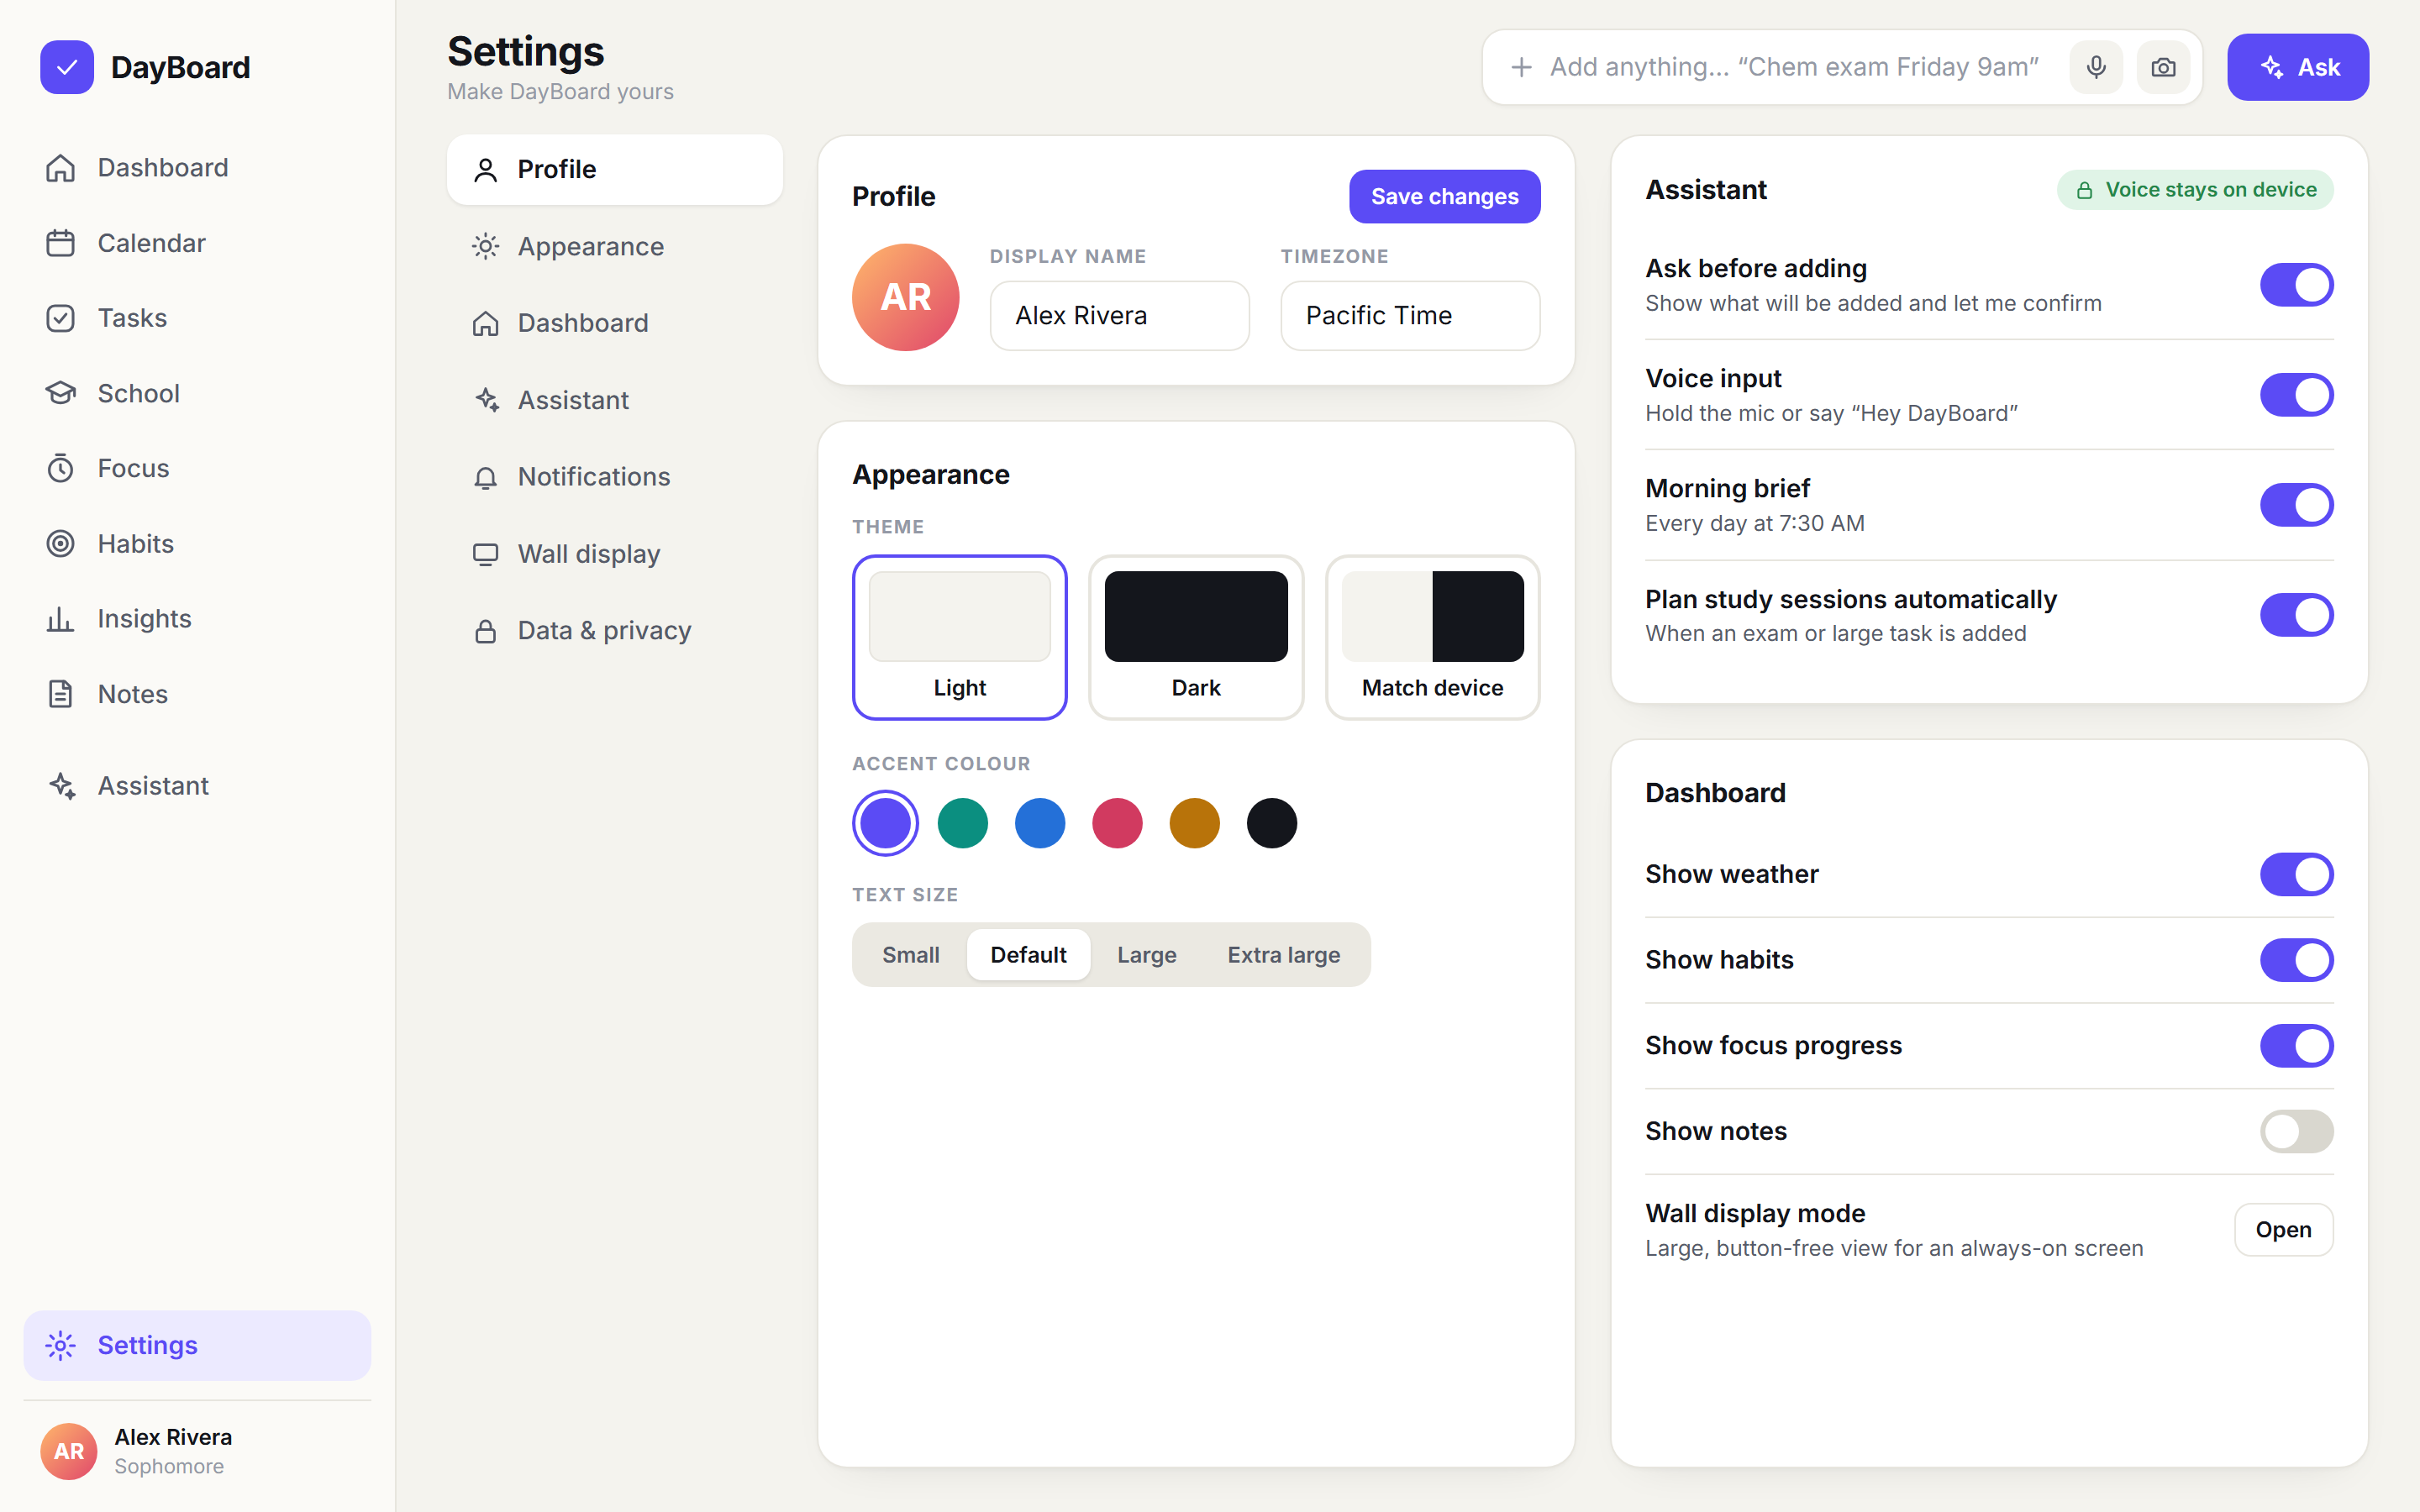 DayBoard
Dashboard
Calendar
Tasks
School
Focus
Habits
Insights
Notes
Assistant
Settings
AR
Alex Rivera
Sophomore
Settings
Make DayBoard yours
Add anything... “Chem exam Friday 9am”
Ask
Profile
Appearance
Dashboard
Assistant
Notifications
Wall display
Data & privacy
Profile
Save changes
AR
DISPLAY NAME
Alex Rivera
TIMEZONE
Pacific Time
Appearance
THEME
Light
Dark
Match device
ACCENT COLOUR
TEXT SIZE
Small
Default
Large
Extra large
Assistant
Voice stays on device
Ask before adding
Show what will be added and let me confirm
Voice input
Hold the mic or say “Hey DayBoard”
Morning brief
Every day at 7:30 AM
Plan study sessions automatically
When an exam or large task is added
Dashboard
Show weather
Show habits
Show focus progress
Show notes
Wall display mode
Large, button-free view for an always-on screen
Open